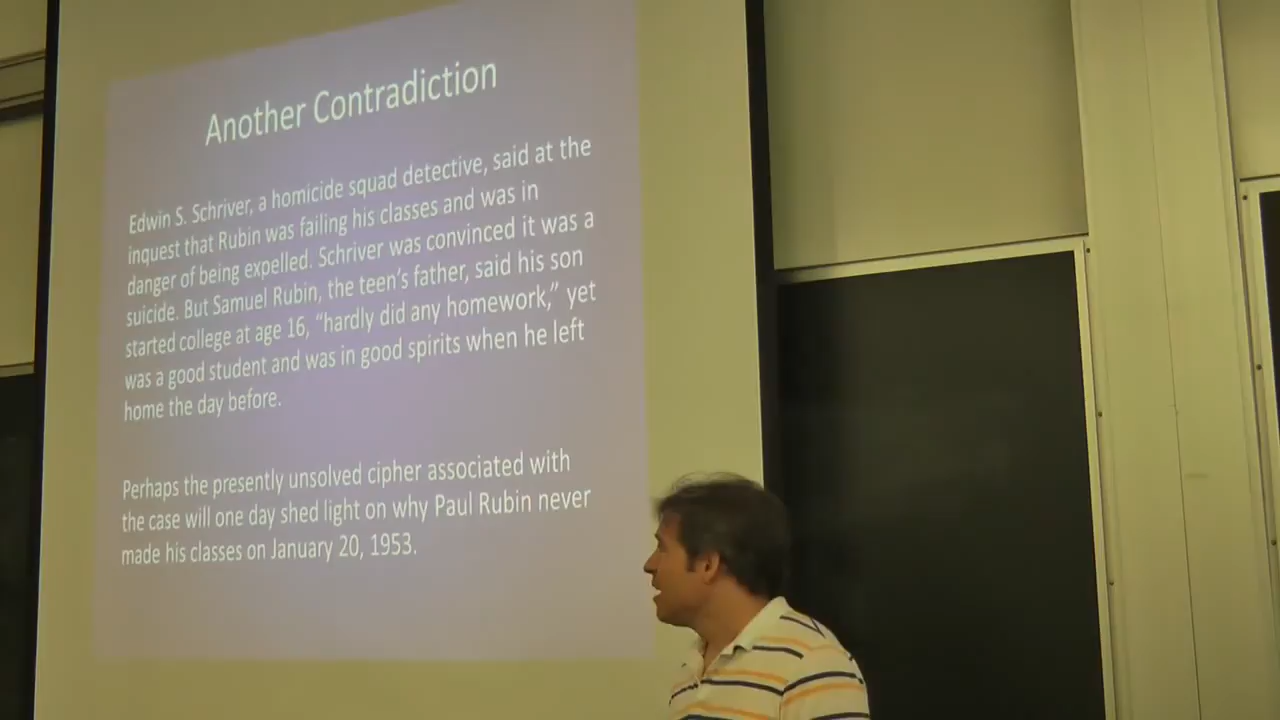 Another Contradiction
Edwin S. Schriver, a homicide squad detective, said at the
inquest that Rubin was failing his classes and was in
danger of being expelled. Schriver was convinced it was a
suicide. But Samuel Rubin, the teen's father, said his son
started college at age 16, “hardly did any homework,” yet
was a good student and was in good spirits when he left
home the day before.
Perhaps the presently unsolved cipher associated with
the case will one day shed light on why Paul Rubin never
made his classes on January 20, 1953.